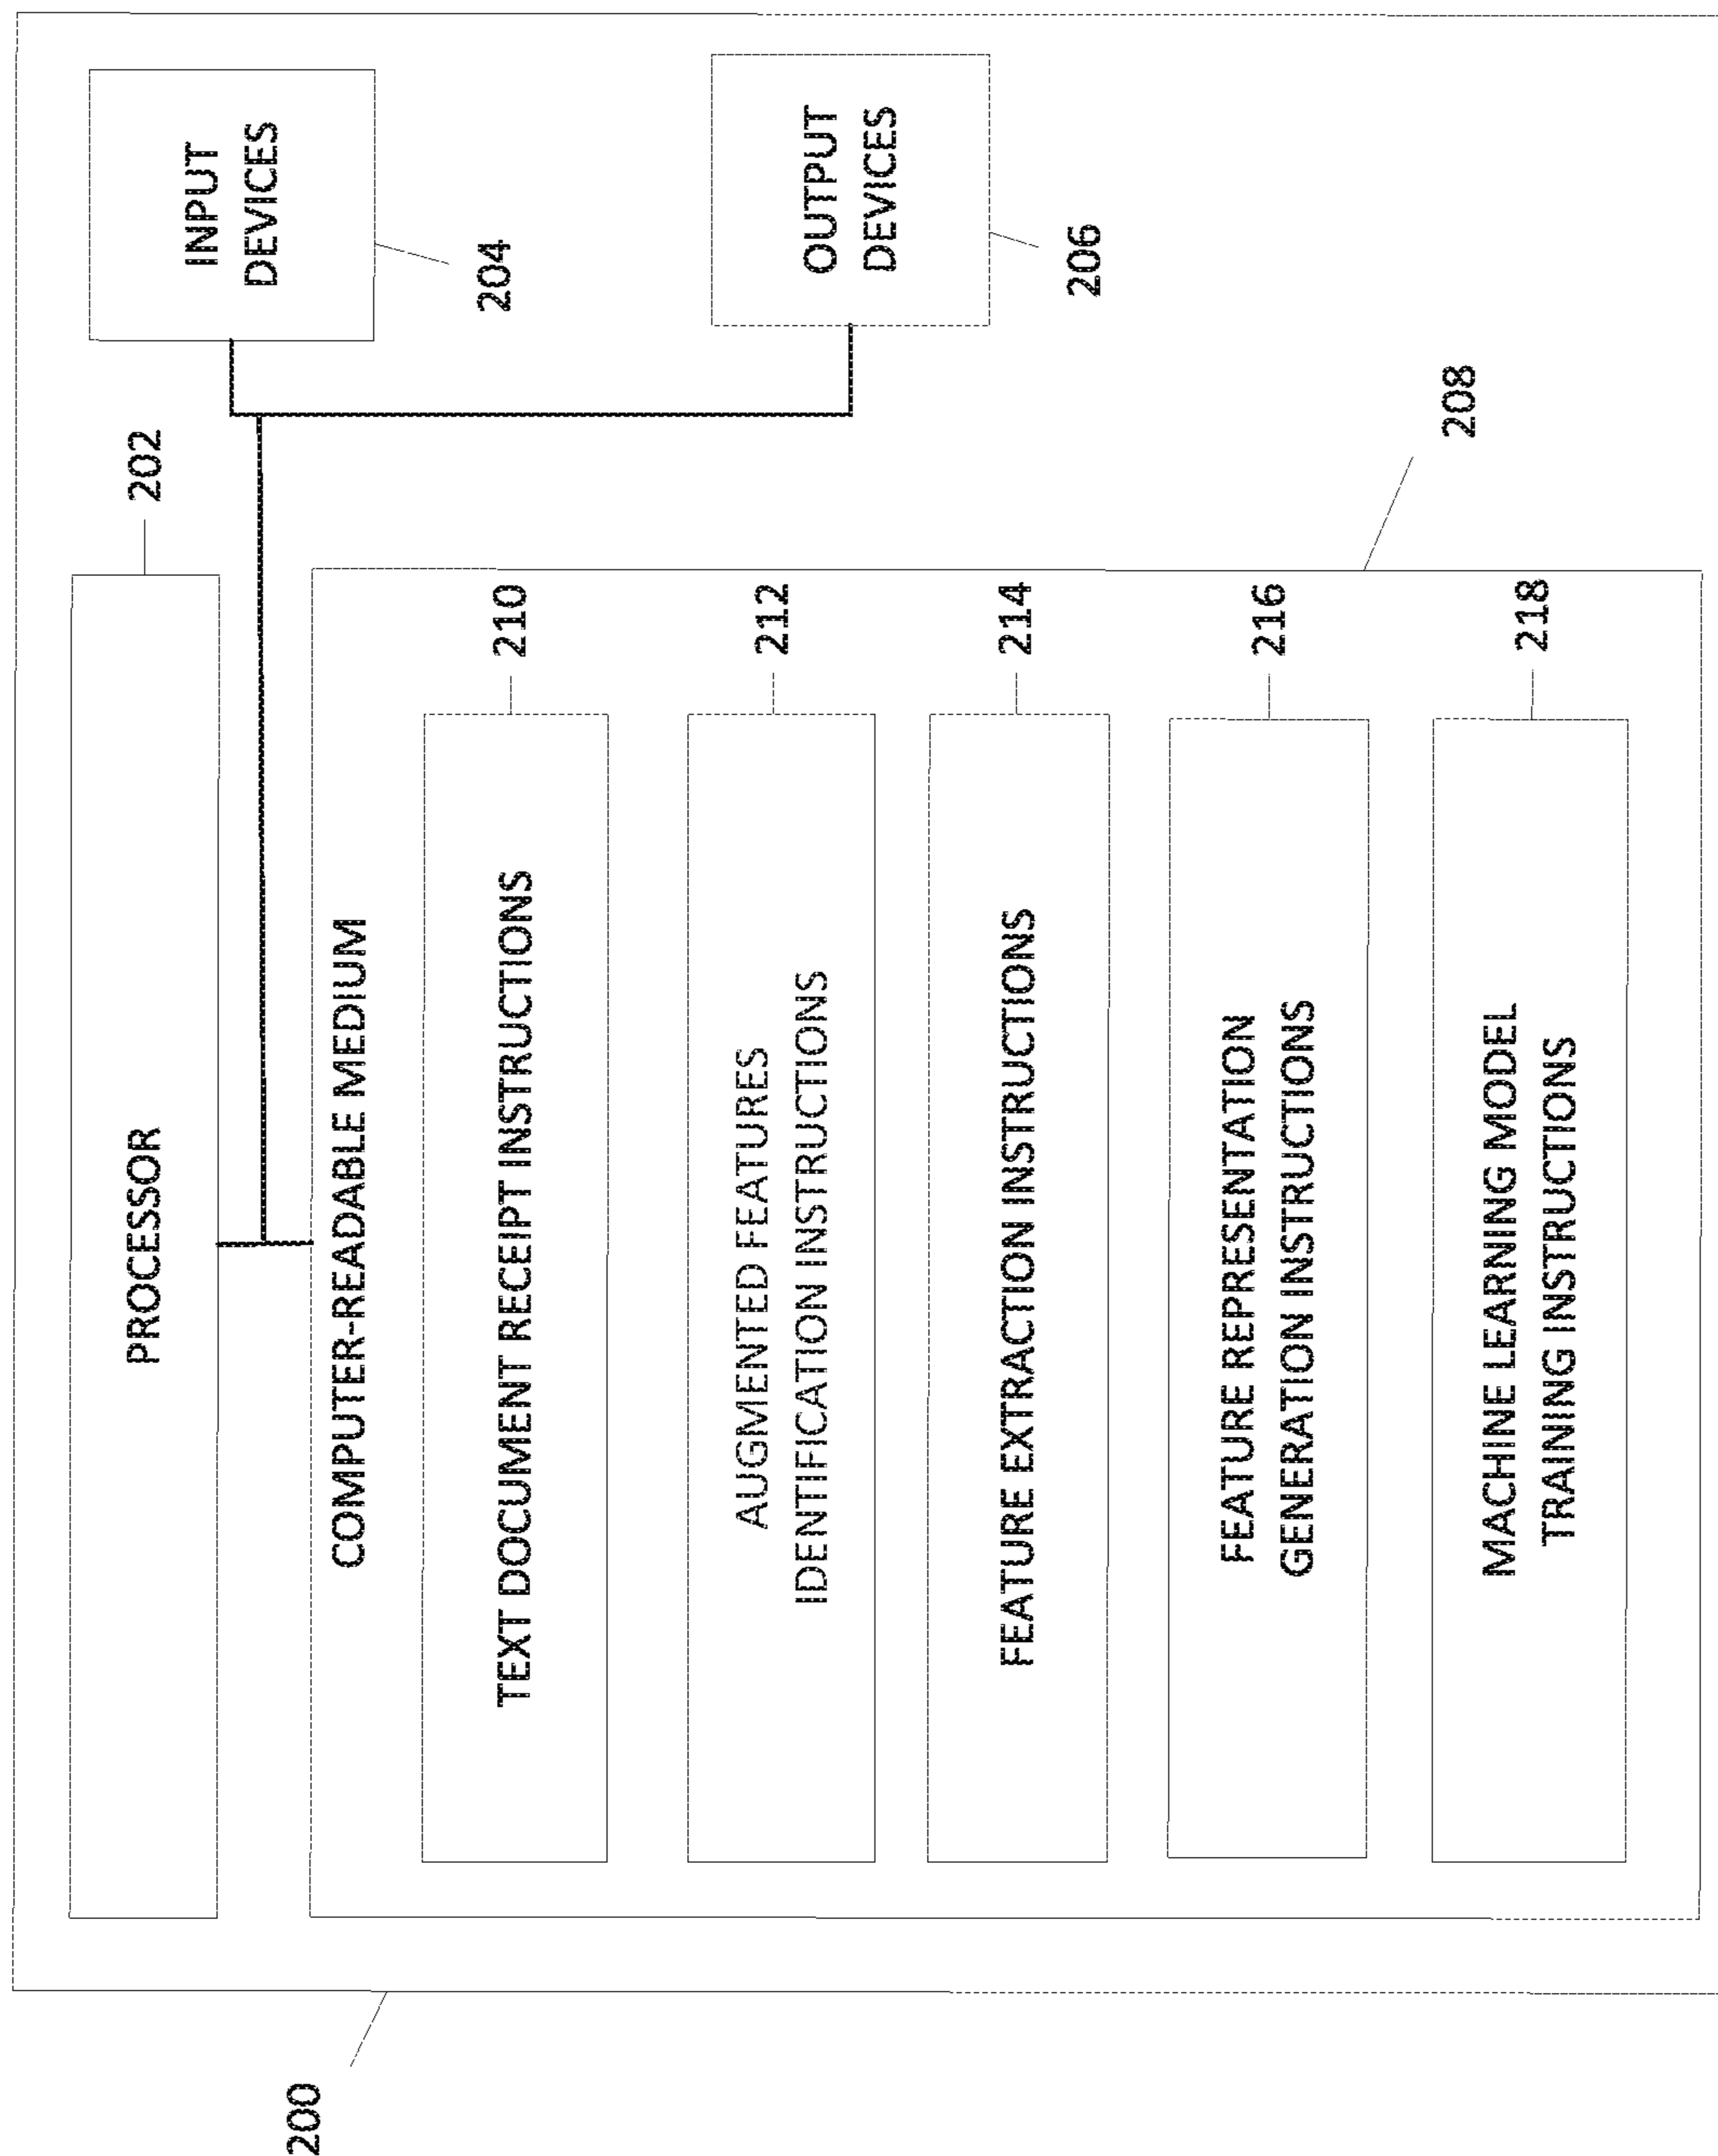 200
PROCESSOR
202
COMPUTER-READABLE MEDIUM
TEXT DOCUMENT RECEIPT INSTRUCTIONS
210
AUGMENTED FEATURES
IDENTIFICATION INSTRUCTIONS
212
FEATURE EXTRACTION INSTRUCTIONS
214
FEATURE REPRESENTATION
GENERATION INSTRUCTIONS
216
MACHINE LEARNING MODEL
TRAINING INSTRUCTIONS
218
208
INPUT
DEVICES
204
OUTPUT
DEVICES
206